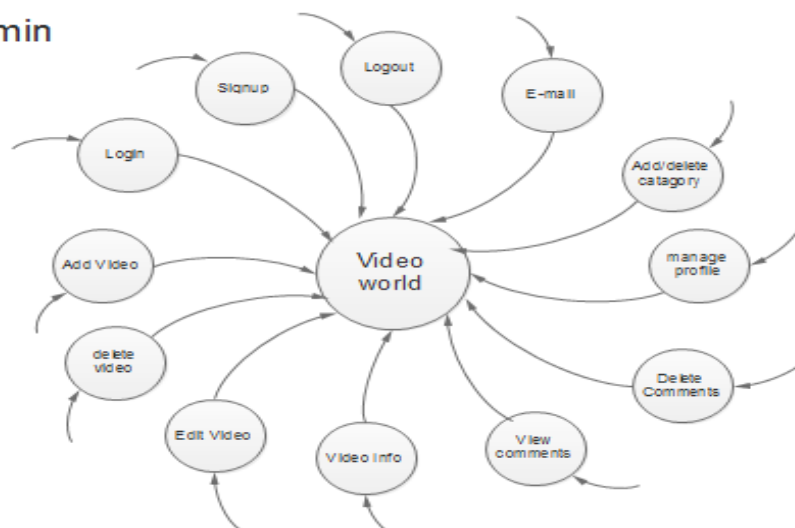 min
Logout
Signup
E-mail
Login
Add/delete
catagory
Add Video
Video
world
manage
profile
delete
video
Delete
Comments
Edit Video
Video Info
View
comments